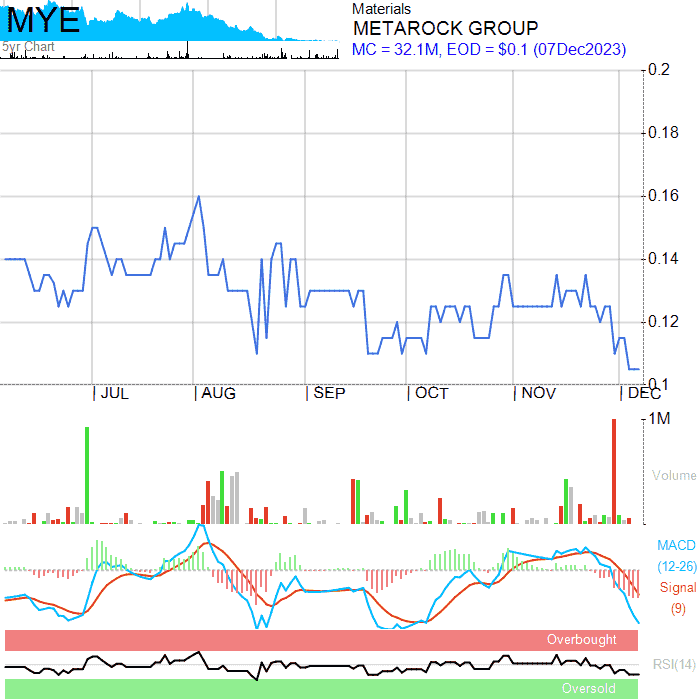 MYE
5yr Chart
Materials
METAROCK GROUP
MC = 32.1M, EOD = $0.1 (07Dec2023)
0.2
0.18
0.16
0.14
0.12
0.1
JUL
AUG
SEP
OCT
NOV
DEC
1M
Volume
MACD
(12-26)
Signal
(9)
Overbought
RSI(14)
Oversold